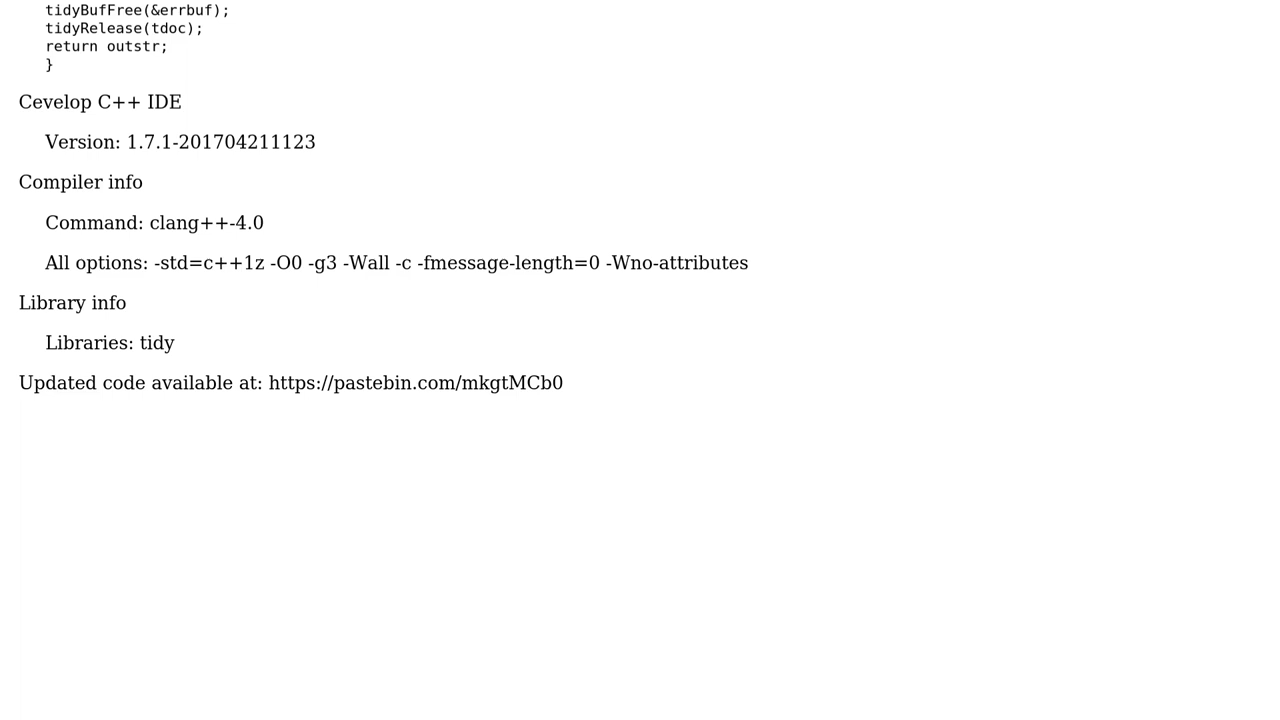 tidyBufFree(&errbuf);
tidyRelease(tdoc);
return outstr;
}
Cevelop C++ IDE
Version: 1.7.1-201704211123
Compiler info
Command: clang++-4.0
All options: -std=c++1z -O0 -g3 -Wall -c -fmessage-length=0 -Wno-attributes
Library info
Libraries: tidy
Updated code available at: https://pastebin.com/mkgtMCb0